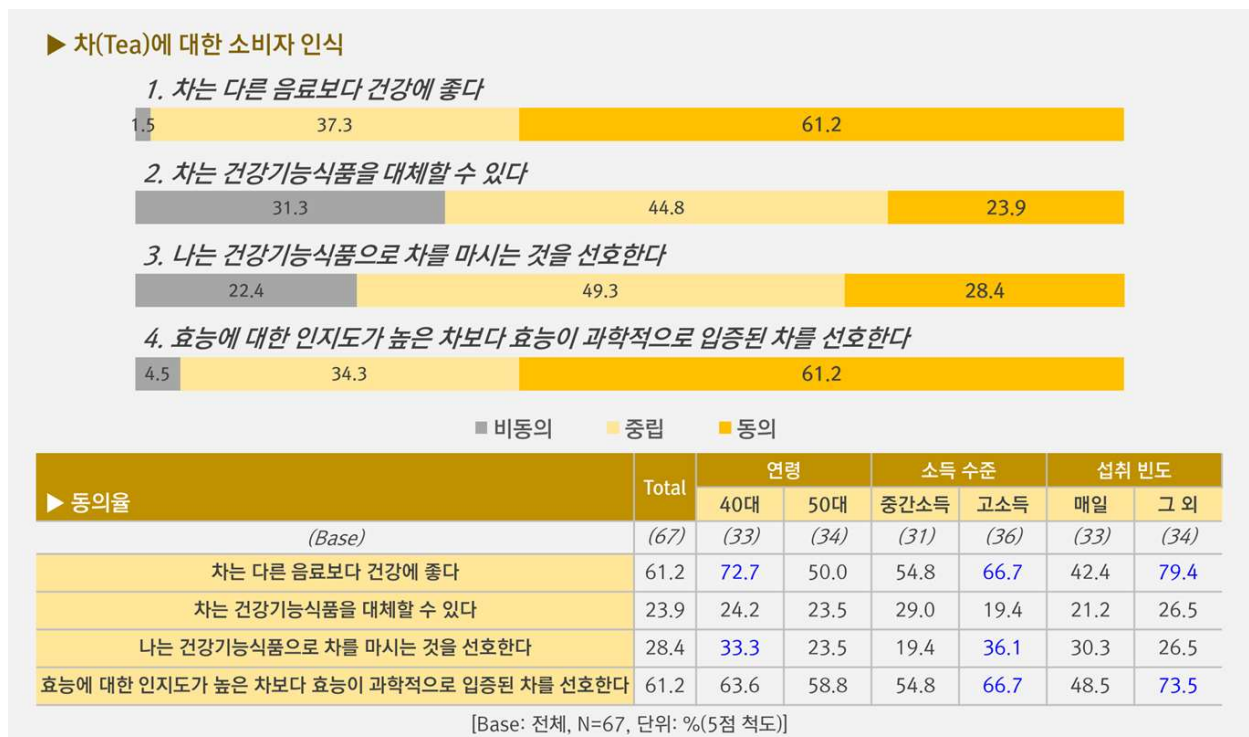 ▶ 차(Tea)에 대한 소비자 인식
1. 차는 다른 음료보다 건강에 좋다
1.5 37.3 61.2
2. 차는 건강기능식품을 대체할 수 있다
31.3 44.8 23.9
3. 나는 건강기능식품으로 차를 마시는 것을 선호한다
22.4 49.3 28.4
4. 효능에 대한 인지도가 높은 차보다 효능이 과학적으로 입증된 차를 선호한다
4.5 34.3 61.2
비동의 중립 동의
▶ 동의율 Total 연령 소득 수준 섭취 빈도
40대 50대 중간소득 고소득 매일 그 외
(Base) (67) (33) (34) (31) (36) (33) (34)
차는 다른 음료보다 건강에 좋다 61.2 72.7 50.0 54.8 66.7 42.4 79.4
차는 건강기능식품을 대체할 수 있다 23.9 24.2 23.5 29.0 19.4 21.2 26.5
나는 건강기능식품으로 차를 마시는 것을 선호한다 28.4 33.3 23.5 19.4 36.1 30.3 26.5
효능에 대한 인지도가 높은 차보다 효능이 과학적으로 입증된 차를 선호한다 61.2 63.6 58.8 54.8 66.7 48.5 73.5
[Base: 전체, N=67, 단위: %(5점 척도)]